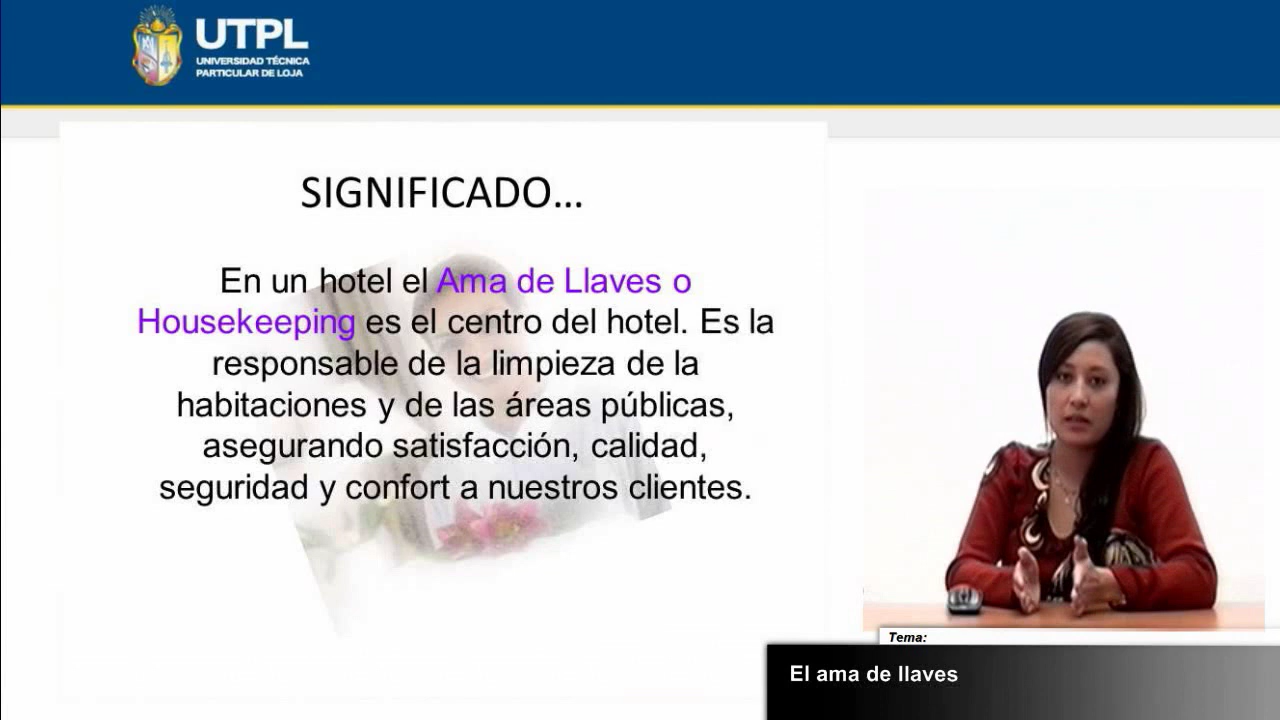 UTPL
UNIVERSIDAD TÉCNICA
PARTICULAR DE LOJA
SIGNIFICADO...
En un hotel el Ama de Llaves o
Housekeeping es el centro del hotel. Es la
responsable de la limpieza de la
habitaciones y de las áreas públicas,
asegurando satisfacción, calidad,
seguridad y confort a nuestros clientes.
Tema:
El ama de llaves